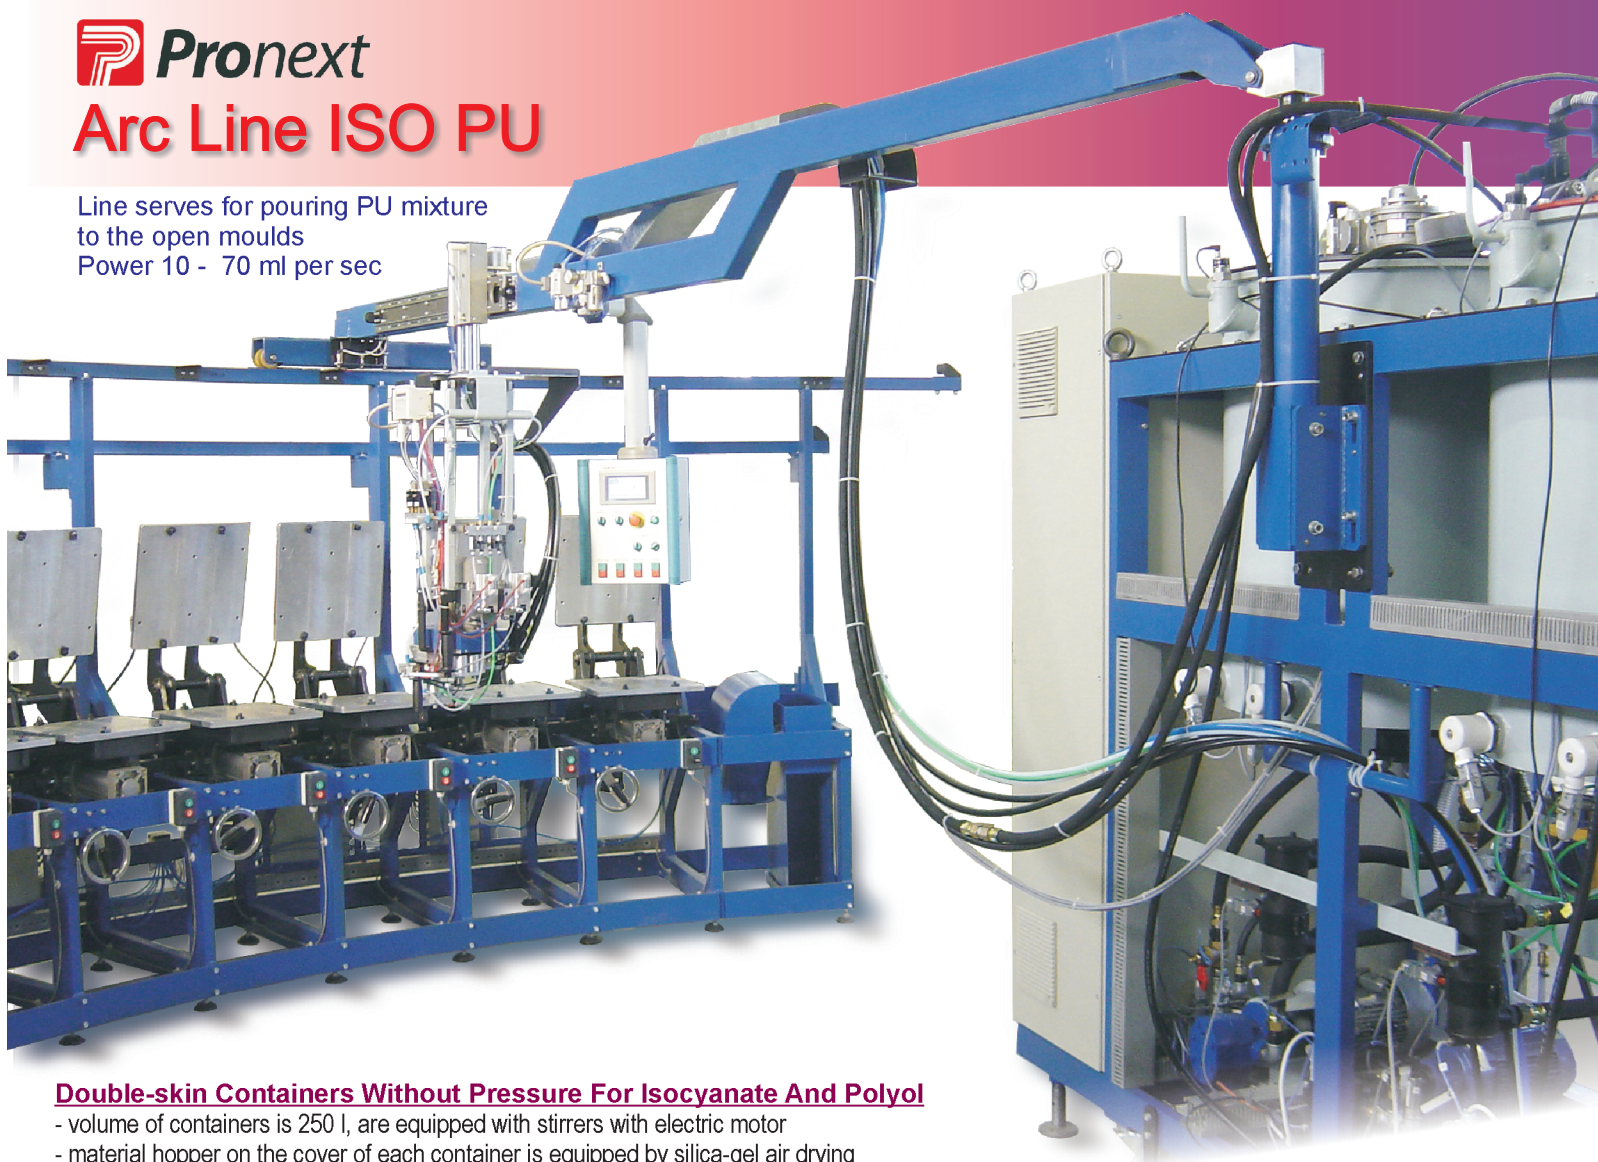 Pronext
Arc Line ISO PU
Line serves for pouring PU mixture
to the open moulds
Power 10 - 70 ml per sec
Double-skin Containers Without Pressure For Isocyanate And Polyol
- volume of containers is 250 l, are equipped with stirrers with electric motor
- material hopper on the cover of each container is equipped by silica-gel air drying